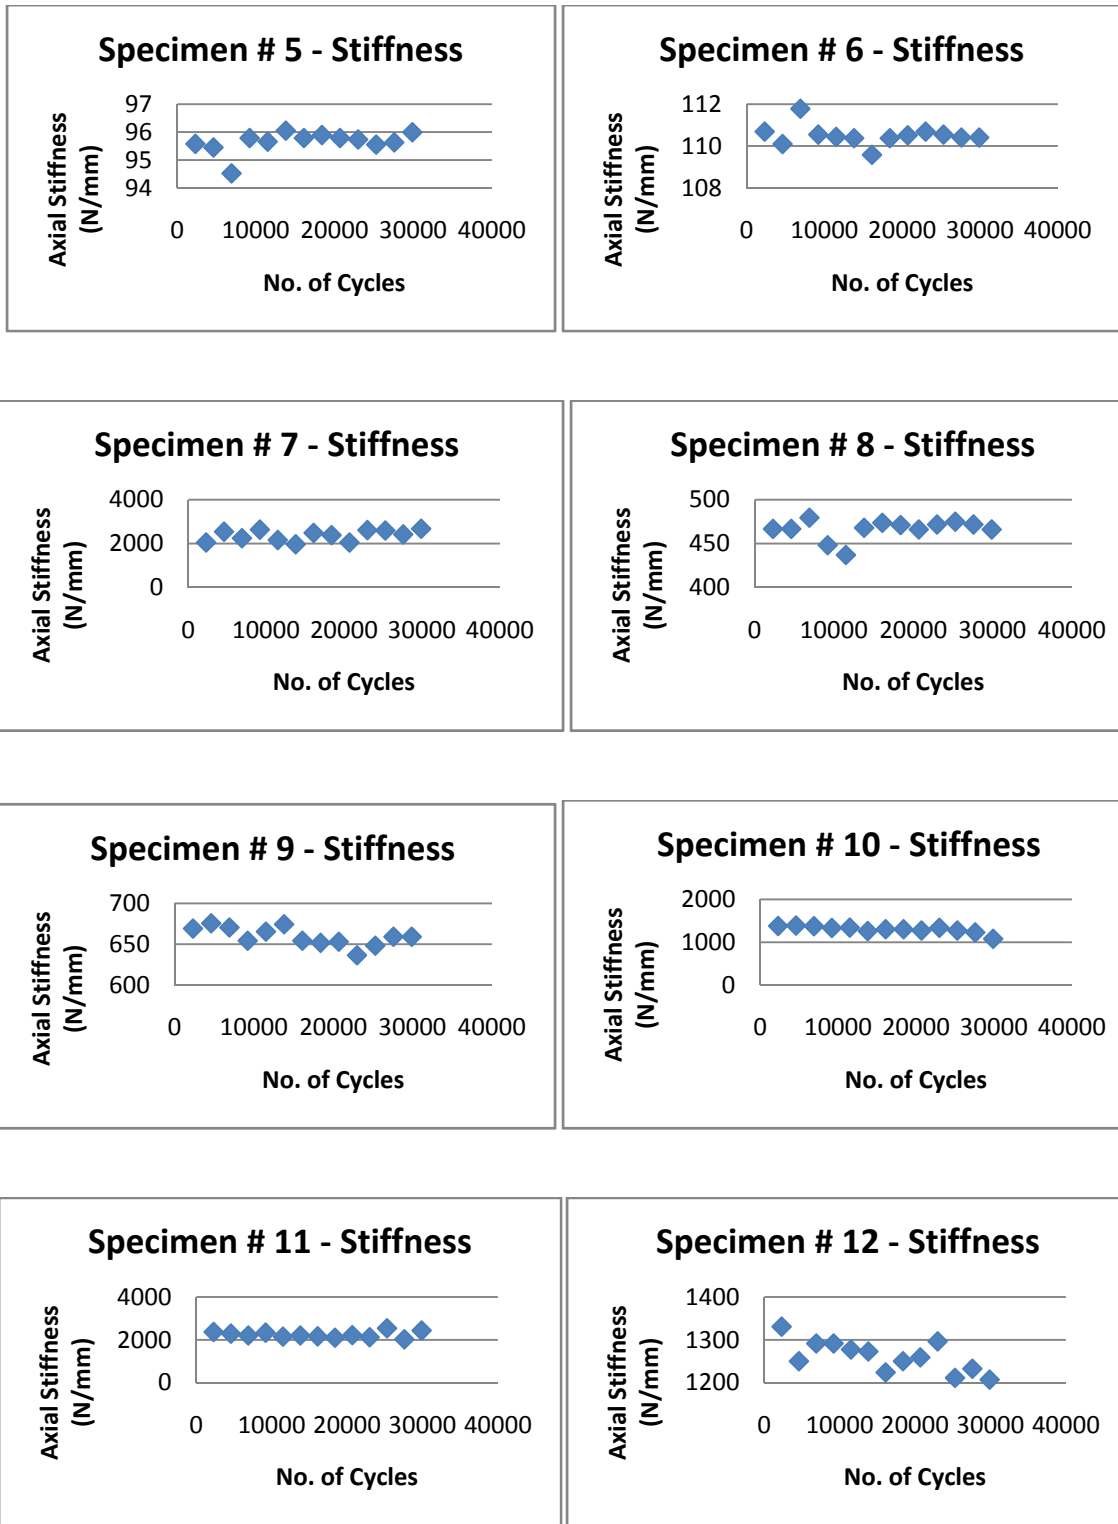 Specimen # 5 - Stiffness
97
96
95
94
Axial Stiffness
(N/mm)
0 10000 20000 30000 40000
No. of Cycles
Specimen # 6 - Stiffness
112
110
108
Axial Stiffness
(N/mm)
0 10000 20000 30000 40000
No. of Cycles
Specimen # 7 - Stiffness
4000
2000
0
Axial Stiffness
(N/mm)
0 10000 20000 30000 40000
No. of Cycles
Specimen # 8 - Stiffness
500
450
400
Axial Stiffness
(N/mm)
0 10000 20000 30000 40000
No. of Cycles
Specimen # 9 - Stiffness
700
650
600
Axial Stiffness
(N/mm)
0 10000 20000 30000 40000
No. of Cycles
Specimen # 10 - Stiffness
2000
1000
0
Axial Stiffness
(N/mm)
0 10000 20000 30000 40000
No. of Cycles
Specimen # 11 - Stiffness
4000
2000
0
Axial Stiffness
(N/mm)
0 10000 20000 30000 40000
No. of Cycles
Specimen # 12 - Stiffness
1400
1300
1200
Axial Stiffness
(N/mm)
0 10000 20000 30000 40000
No. of Cycles